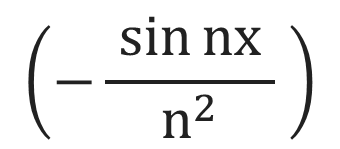 (− sin nx / n²)